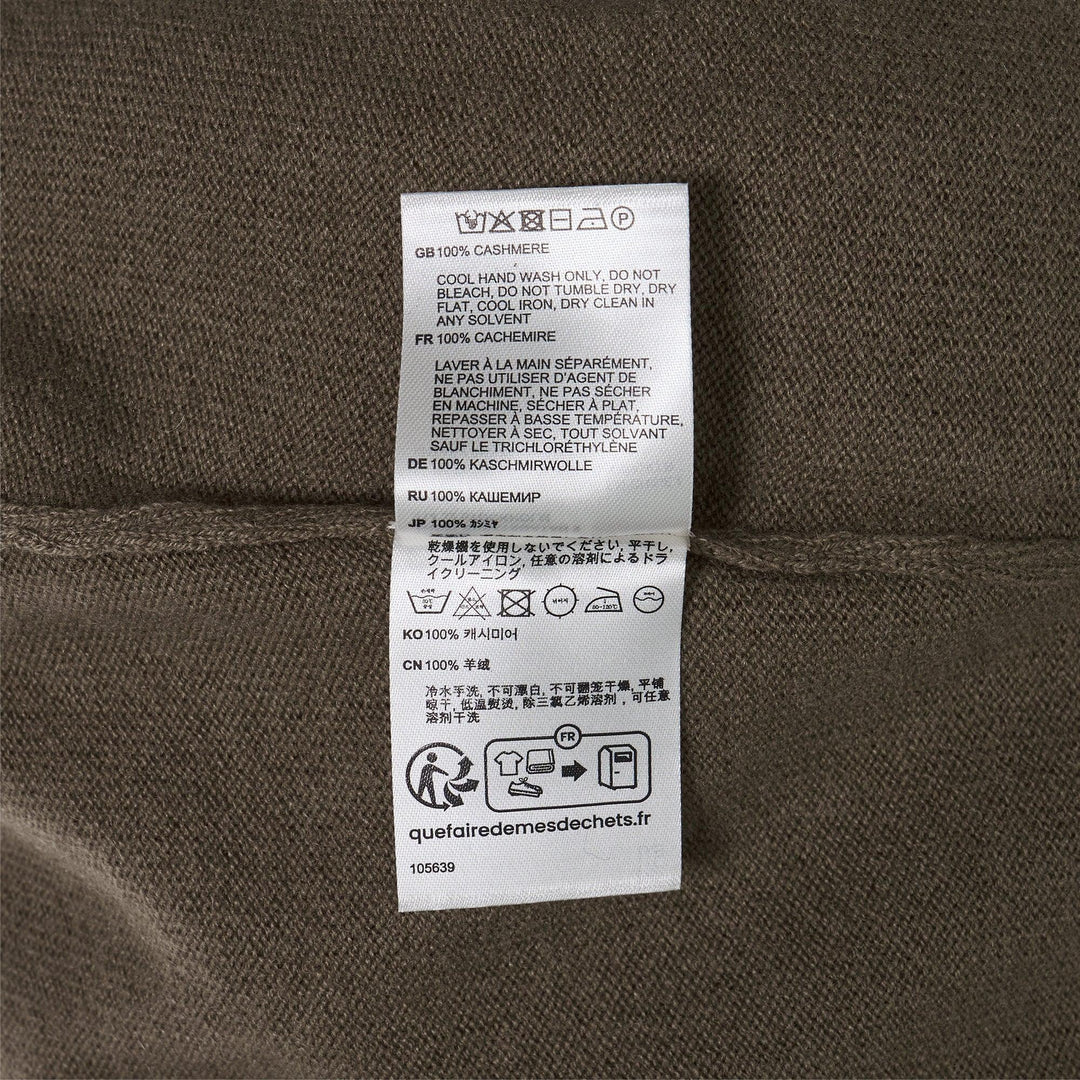 P
GB 100% CASHMERE
COOL HAND WASH ONLY, DO NOT
BLEACH, DO NOT TUMBLE DRY, DRY
FLAT, COOL IRON, DRY CLEAN IN
ANY SOLVENT
FR 100% CACHEMIRE
LAVER À LA MAIN SÉPARÉMENT,
NE PAS UTILISER D'AGENT DE
BLANCHIMENT, NE PAS SÉCHER
EN MACHINE, SÉCHER À PLAT,
REPASSER À BASSE TEMPÉRATURE,
NETTOYER À SEC, TOUT SOLVANT
SAUF LE TRICHLORÉTHYLÈNE
DE 100% KASCHMIRWOLLE
RU 100% КАШЕМИР
JP 100% カシミヤ
乾燥機を使用しないでください, 平干し,
クールアイロン, 任意の溶剤によるドラ
イクリーニング
80-120℃
KO 100% 캐시미어
CN 100% 羊绒
冷水手洗, 不可漂白, 不可翻笼干燥, 平铺
晾干, 低温熨烫, 除三氯乙烯溶剂, 可任意
溶剂干洗
FR
quefairedemesdechets.fr
105639